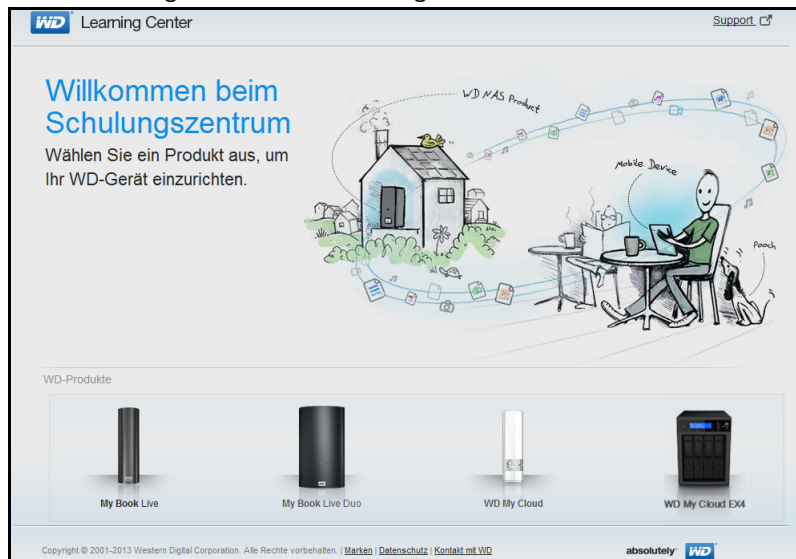 WD Learning Center
Support
Willkommen beim
Schulungszentrum
Wählen Sie ein Produkt aus, um
Ihr WD-Gerät einzurichten.
WD NAS Product
Mobile Device
Pooch
WD-Produkte
My Book Live
My Book Live Duo
WD My Cloud
WD My Cloud EX4
Copyright © 2001-2013 Western Digital Corporation. Alle Rechte vorbehalten. | Marken | Datenschutz | Kontakt mit WD
absolutely WD